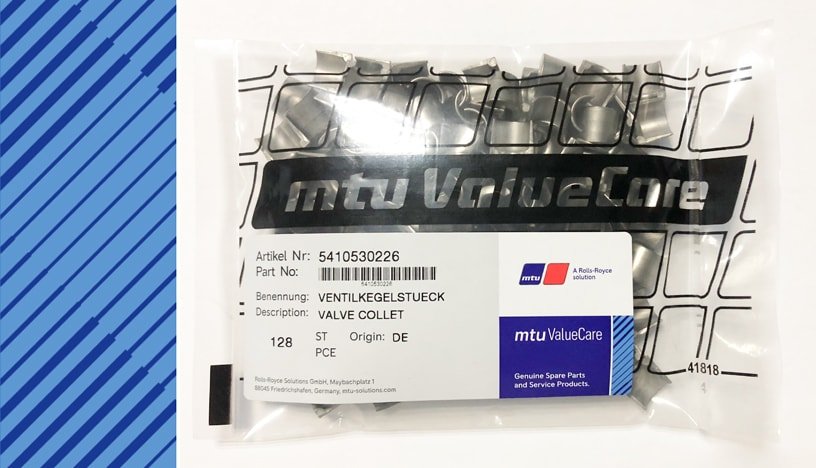 mtu ValueCare
Artikel Nr: 5410530226
Part No:
5410530226
Benennung: VENTILKEGELSTUECK
Description: VALVE COLLET
128 ST Origin: DE
PCE
Rolls-Royce Solutions GmbH, Maybachplatz 1
88045 Friedrichshafen, Germany, mtu-solutions.com
mtu
A Rolls-Royce
solution
mtu ValueCare
Genuine Spare Parts
and Service Products.
41818
4